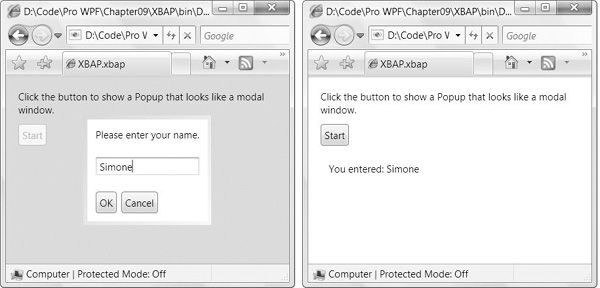 D:\Code\Pro WPF\Chapter09\XBAP\bin\D...
D:\Code\Pro W
Google
XBAP.xbap
Click the button to show a Popup that looks like a modal
window.
Start
Please enter your name.
Simone
OK Cancel
Computer | Protected Mode: Off
D:\Code\Pro WPF\Chapter09\XBAP\bin\D...
D:\Code\Pro W
Google
XBAP.xbap
Click the button to show a Popup that looks like a modal
window.
Start
You entered: Simone
Computer | Protected Mode: Off